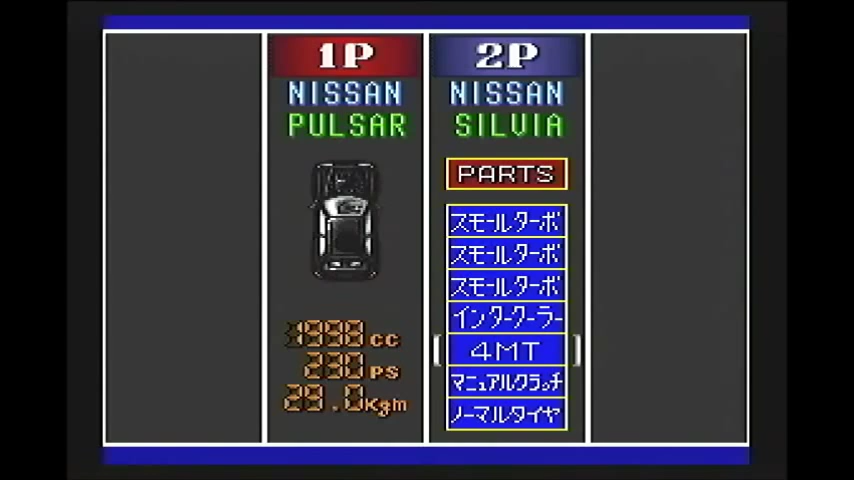 1P
NISSAN
PULSAR
1998cc
230PS
29.0Kgm
2P
NISSAN
SILVIA
PARTS
スモールターボ
スモールターボ
スモールターボ
インタークーラー
4MT
マニュアルクラッチ
ノーマルタイヤ